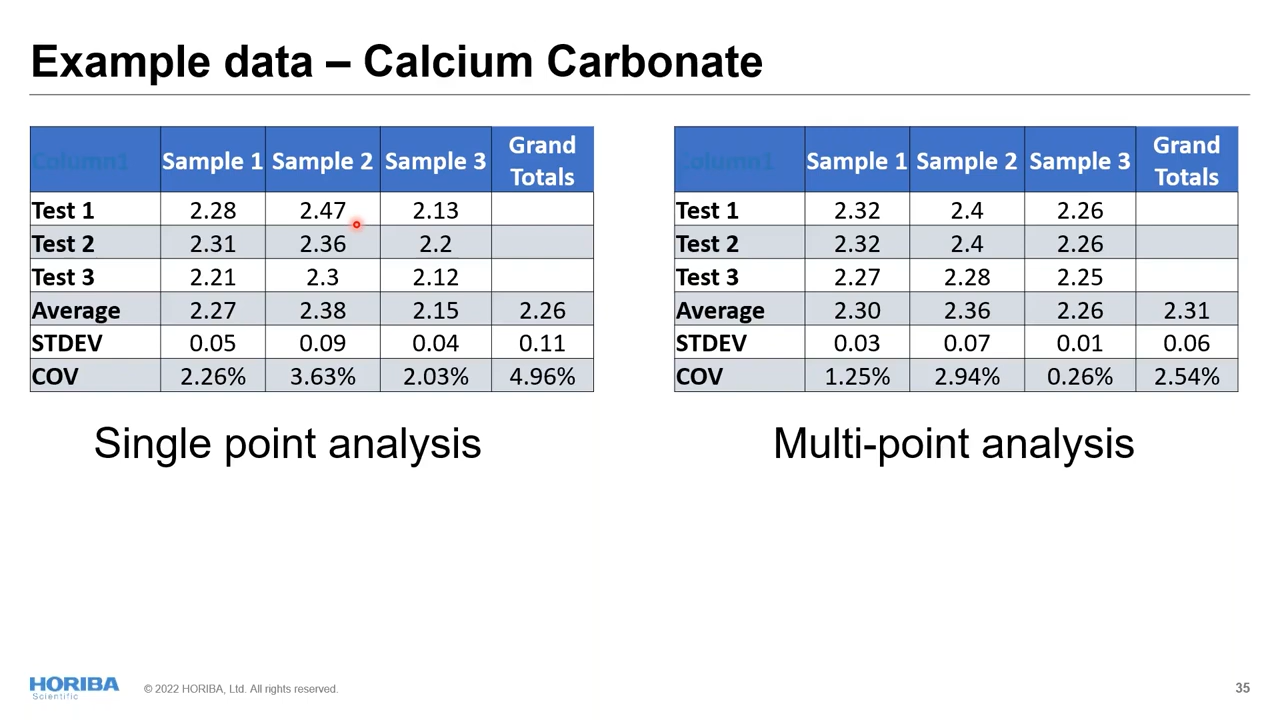 Example data – Calcium Carbonate
Column1 Sample 1 Sample 2 Sample 3 Grand Totals
Test 1 2.28 2.47 2.13
Test 2 2.31 2.36 2.2
Test 3 2.21 2.3 2.12
Average 2.27 2.38 2.15 2.26
STDEV 0.05 0.09 0.04 0.11
COV 2.26% 3.63% 2.03% 4.96%
Single point analysis
Column1 Sample 1 Sample 2 Sample 3 Grand Totals
Test 1 2.32 2.4 2.26
Test 2 2.32 2.4 2.26
Test 3 2.27 2.28 2.25
Average 2.30 2.36 2.26 2.31
STDEV 0.03 0.07 0.01 0.06
COV 1.25% 2.94% 0.26% 2.54%
Multi-point analysis
HORIBA
Scientific
© 2022 HORIBA, Ltd. All rights reserved.
35